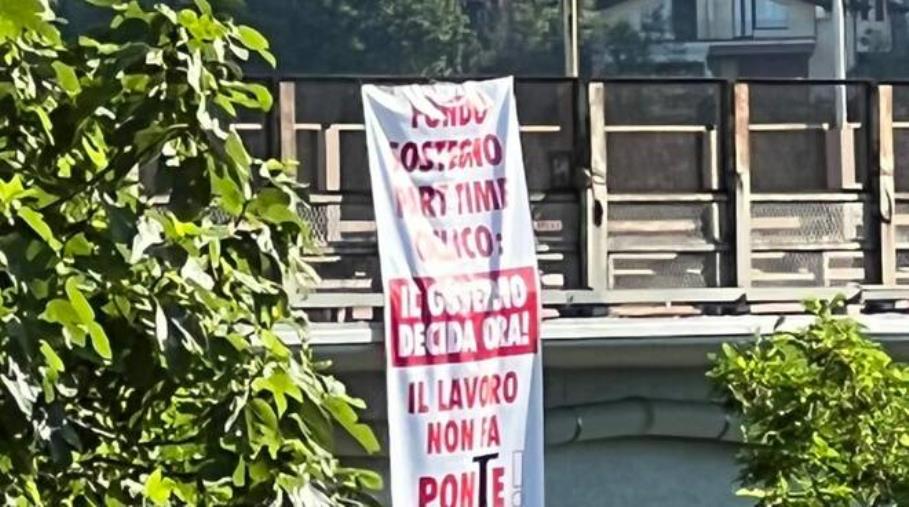 FONDO
SOSTEGNO
PART TIME
CICLICO:
IL GOVERNO
DECIDA ORA!
IL LAVORO
NON FA
PONTE!